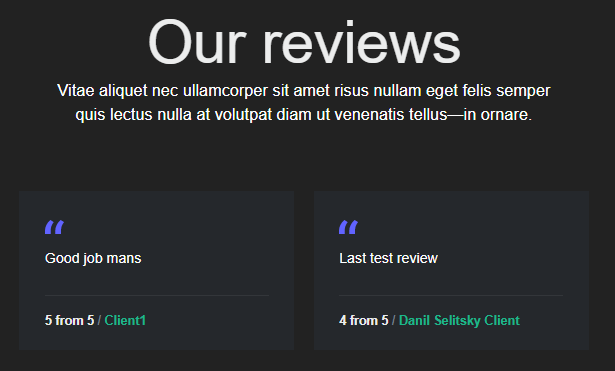 Our reviews
Vitae aliquet nec ullamcorper sit amet risus nullam eget felis semper
quis lectus nulla at volutpat diam ut venenatis tellus—in ornare.
“
Good job mans
5 from 5 / Client1
“
Last test review
4 from 5 / Danil Selitsky Client